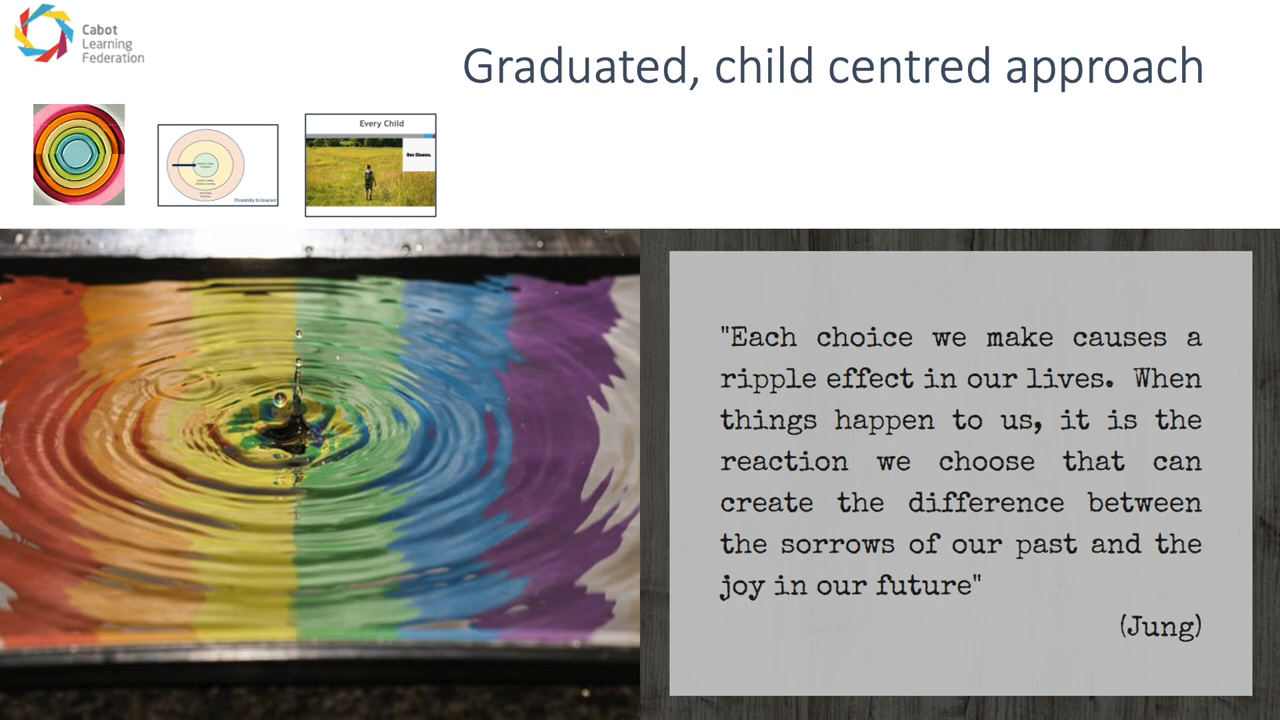 Cabot
Learning
Federation
Graduated, child centred approach
Every Child
One Chance.
Proximity to learner
"Each choice we make causes a
ripple effect in our lives. When
things happen to us, it is the
reaction we choose that can
create the difference between
the sorrows of our past and the
joy in our future"
(Jung)